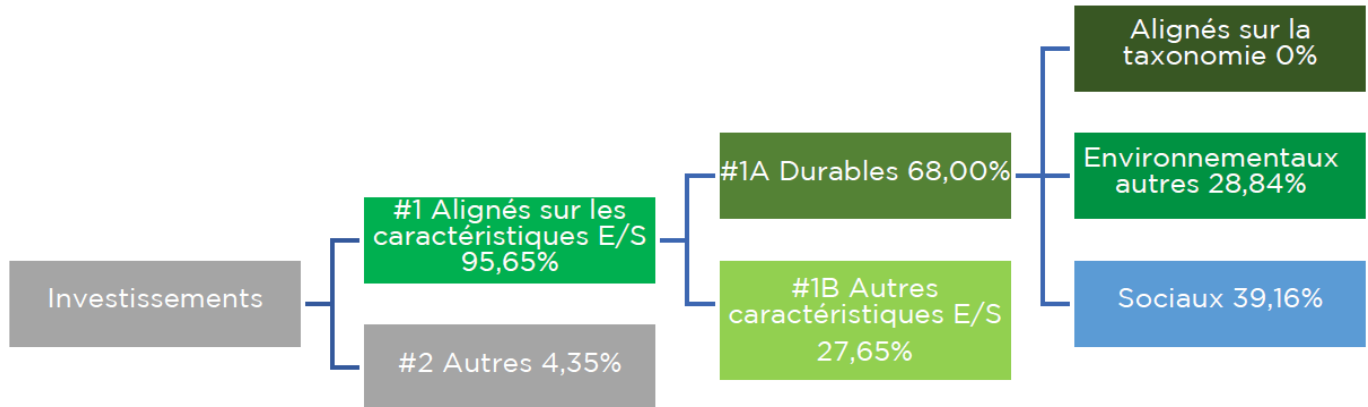 Investissements
#1 Alignés sur les
caractéristiques E/S
95,65%
#2 Autres 4,35%
#1A Durables 68,00%
#1B Autres
caractéristiques E/S
27,65%
Alignés sur la
taxonomie 0%
Environnementaux
autres 28,84%
Sociaux 39,16%